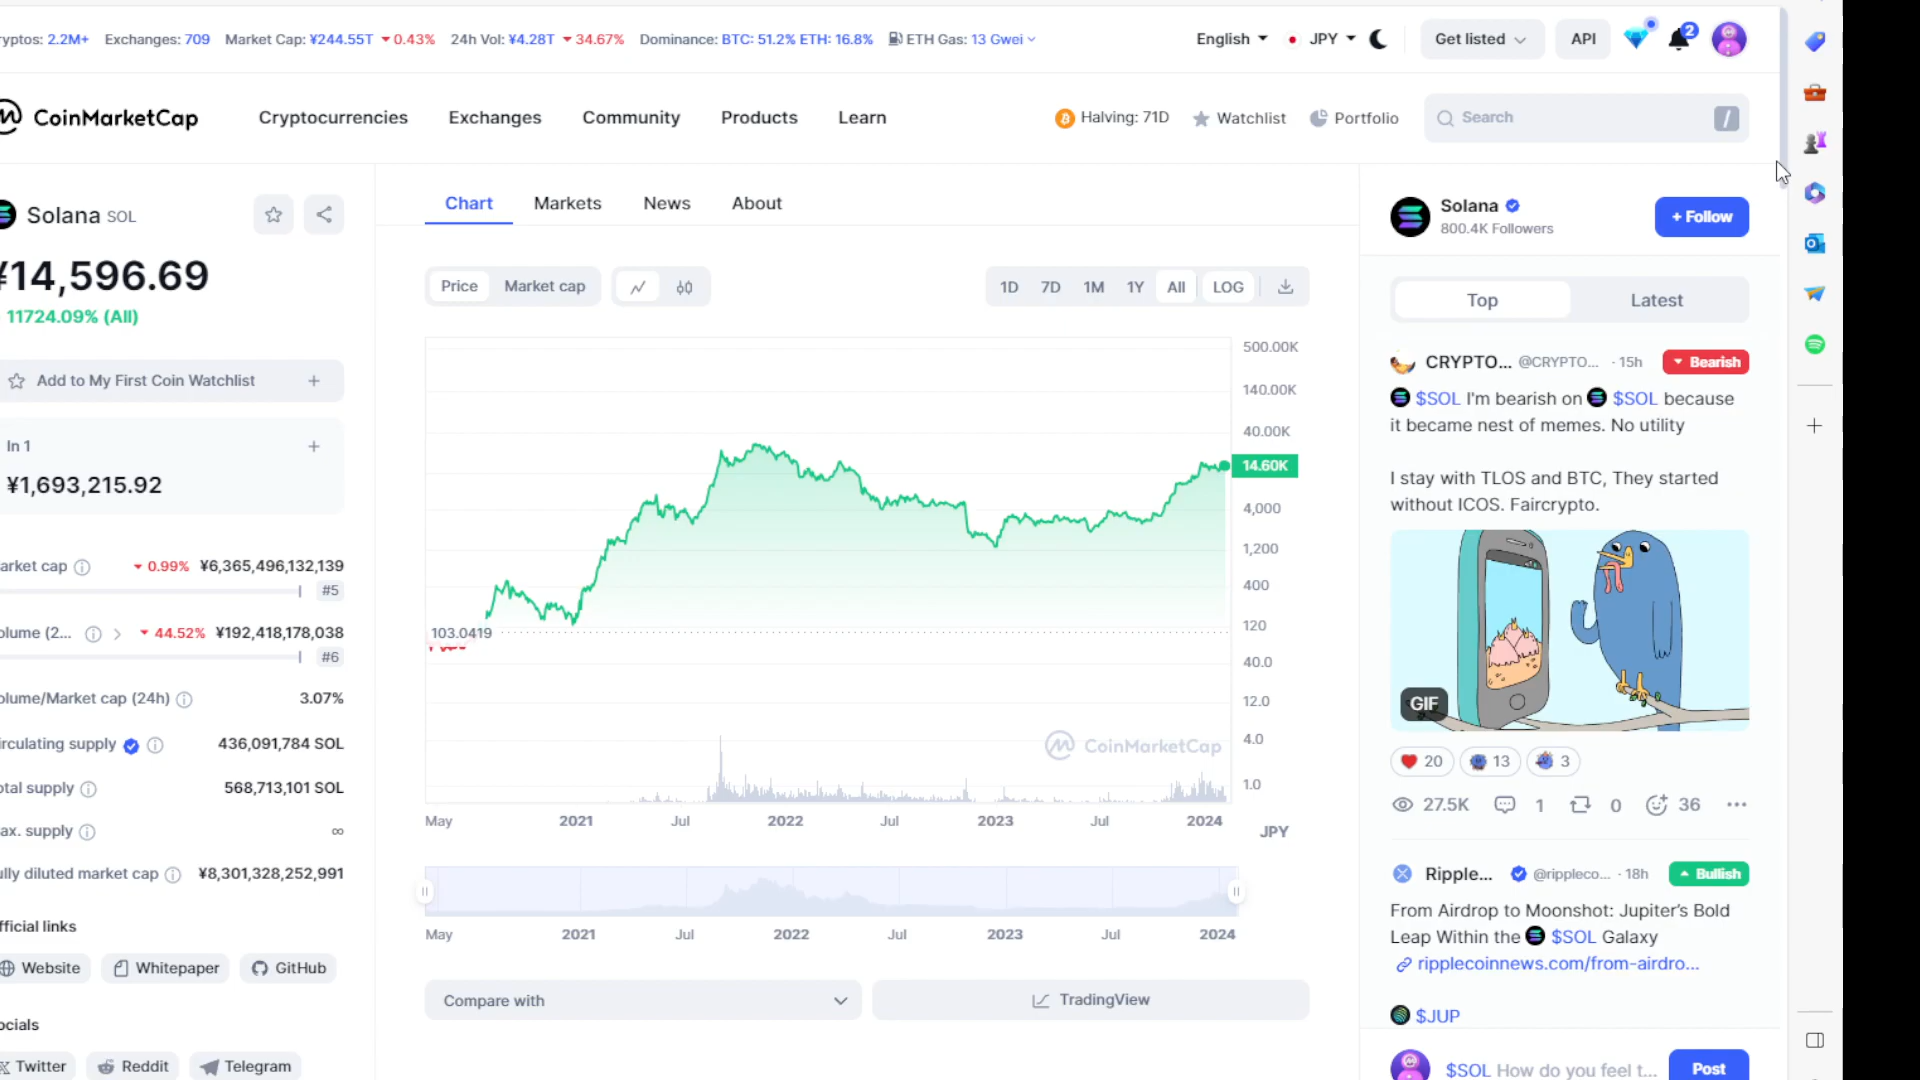 ryptos: 2.2M+ Exchanges: 709 Market Cap: ¥244.55T 0.43% 24h Vol: ¥4.28T 34.67% Dominance: BTC: 51.2% ETH: 16.8% ETH Gas: 13 Gwei
English JPY Get listed API 2
CoinMarketCap Cryptocurrencies Exchanges Community Products Learn Halving: 71D Watchlist Portfolio Search /
Solana SOL
¥14,596.69
11724.09% (All)
Add to My First Coin Watchlist +
In 1 +
¥1,693,215.92
arket cap 0.99% ¥6,365,496,132,139
#5
olume (2... 44.52% ¥192,418,178,038
#6
olume/Market cap (24h) 3.07%
irculating supply 436,091,784 SOL
otal supply 568,713,101 SOL
ax. supply ∞
ully diluted market cap ¥8,301,328,252,991
fficial links
Website Whitepaper GitHub
ocials
Twitter Reddit Telegram
Chart Markets News About
Price Market cap 1D 7D 1M 1Y All LOG
500.00K
140.00K
40.00K
14.60K
4,000
1,200
400
120
103.0419
40.0
12.0
4.0
1.0
CoinMarketCap
May 2021 Jul 2022 Jul 2023 Jul 2024
JPY
May 2021 Jul 2022 Jul 2023 Jul 2024
Compare with TradingView
Solana
800.4K Followers
+ Follow
Top Latest
CRYPTO... @CRYPTO... · 15h Bearish
$SOL I'm bearish on $SOL because
it became nest of memes. No utility
I stay with TLOS and BTC, They started
without ICOS. Faircrypto.
GIF
20 13 3
27.5K 1 0 36
Ripple... @rippleco... · 18h Bullish
From Airdrop to Moonshot: Jupiter's Bold
Leap Within the $SOL Galaxy
ripplecoinnews.com/from-airdro...
$JUP
$SOL How do you feel t... Post